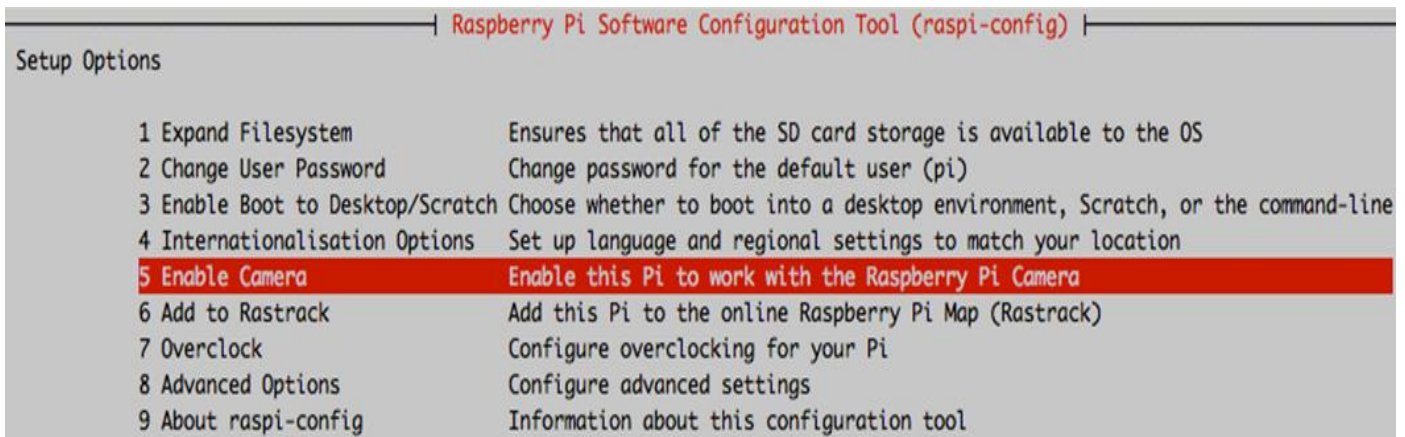 Raspberry Pi Software Configuration Tool (raspi-config)
Setup Options
1 Expand Filesystem Ensures that all of the SD card storage is available to the OS
2 Change User Password Change password for the default user (pi)
3 Enable Boot to Desktop/Scratch Choose whether to boot into a desktop environment, Scratch, or the command-line
4 Internationalisation Options Set up language and regional settings to match your location
5 Enable Camera Enable this Pi to work with the Raspberry Pi Camera
6 Add to Rastrack Add this Pi to the online Raspberry Pi Map (Rastrack)
7 Overclock Configure overclocking for your Pi
8 Advanced Options Configure advanced settings
9 About raspi-config Information about this configuration tool